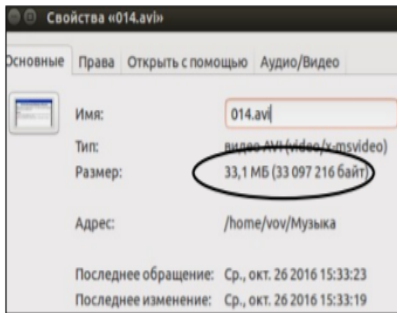 Свойства «014.avi»
Основные Права Открыть с помощью Аудио/Видео
Имя: 014.avi
Тип: видео AVI (video/x-msvideo)
Размер: 33,1 МБ (33 097 216 байт)
Адрес: /home/vov/Музыка
Последнее обращение: Ср., окт. 26 2016 15:33:23
Последнее изменение: Ср., окт. 26 2016 15:33:19